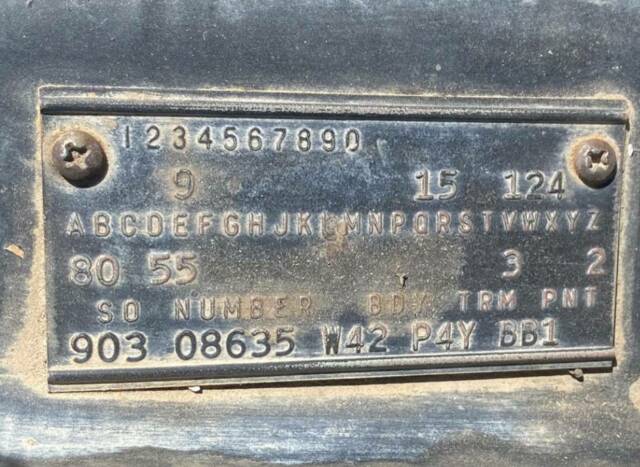 1234567890
9 15 124
ABCDEFGHJKLMNPQRSTVWXYZ
80 55 3 2
SO NUMBER BDY TRM PNT
903 08635 W42 P4Y BB1